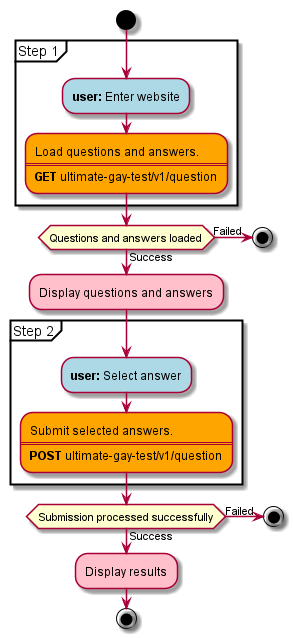 Step 1
user: Enter website
Load questions and answers.
GET ultimate-gay-test/v1/question
Questions and answers loaded
Failed
Success
Display questions and answers
Step 2
user: Select answer
Submit selected answers.
POST ultimate-gay-test/v1/question
Submission processed successfully
Failed
Success
Display results